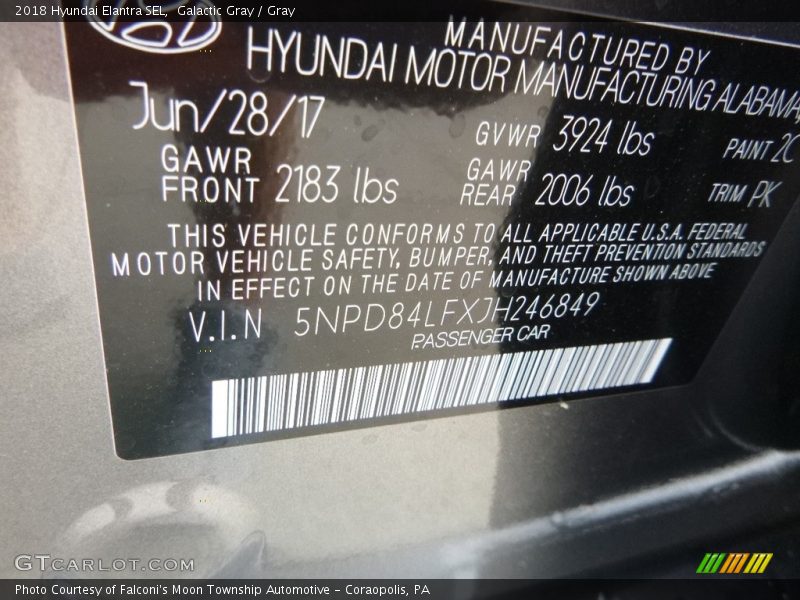 2018 Hyundai Elantra SEL, Galactic Gray / Gray
MANUFACTURED BY
HYUNDAI MOTOR MANUFACTURING ALABAMA,
Jun/28/17
GVWR 3924 lbs
PAINT 2C
GAWR
FRONT 2183 lbs
GAWR
REAR 2006 lbs
TRIM PK
THIS VEHICLE CONFORMS TO ALL APPLICABLE U.S.A. FEDERAL
MOTOR VEHICLE SAFETY, BUMPER, AND THEFT PREVENTION STANDARDS
IN EFFECT ON THE DATE OF MANUFACTURE SHOWN ABOVE
V.I.N 5NPD84LFXJH246849
PASSENGER CAR
GTCARLOT.COM
Photo Courtesy of Falconi's Moon Township Automotive - Coraopolis, PA